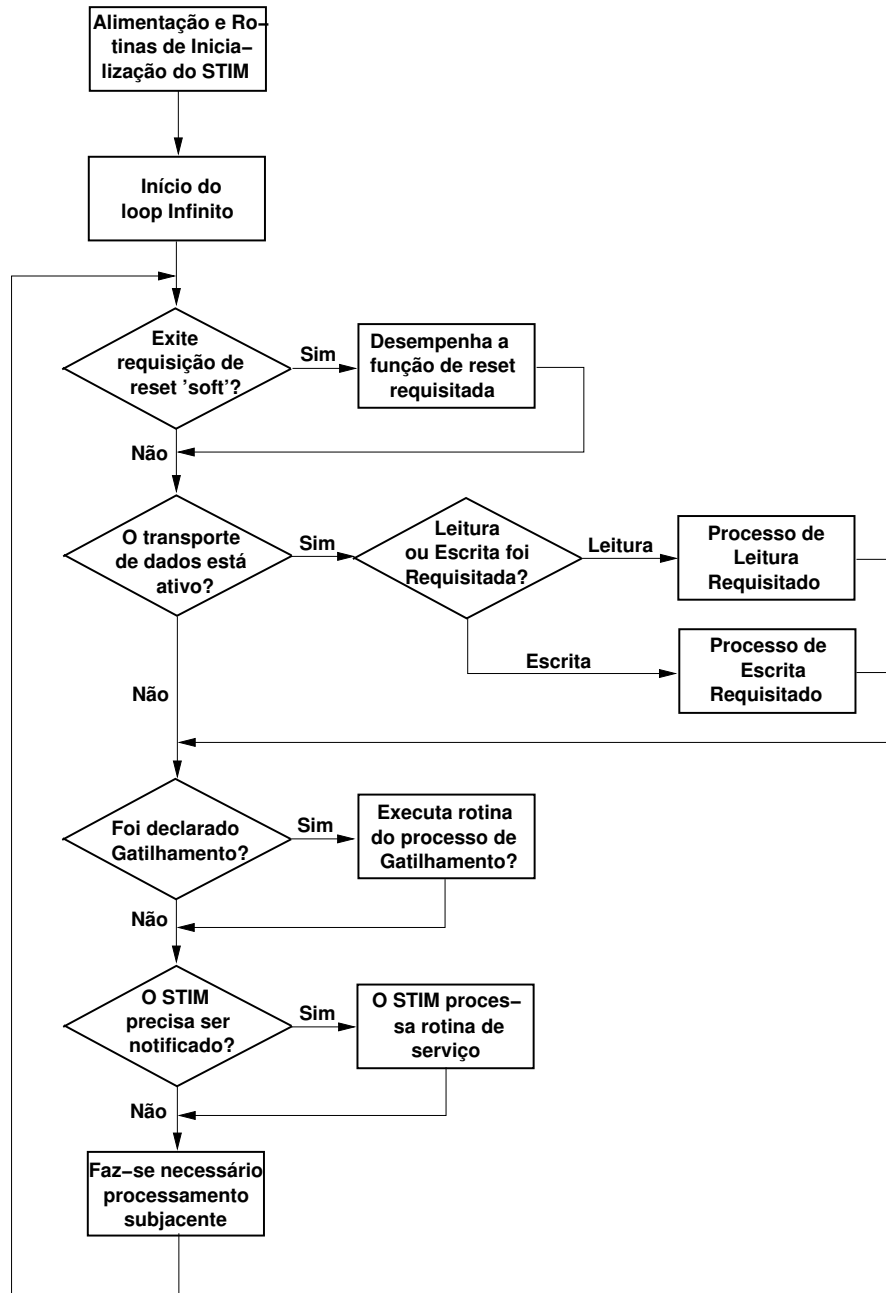 Alimentação e Ro-
tinas de Inicia-
lização do STIM
Início do
loop Infinito
Exite
requisição de
reset 'soft'?
Sim
Desempenha a
função de reset
requisitada
Não
O transporte
de dados está
ativo?
Sim
Leitura
ou Escrita foi
Requisitada?
Leitura
Processo de
Leitura
Requisitado
Escrita
Processo de
Escrita
Requisitado
Não
Foi declarado
Gatilhamento?
Sim
Executa rotina
do processo de
Gatilhamento?
Não
O STIM
precisa ser
notificado?
Sim
O STIM proces-
sa rotina de
serviço
Não
Faz-se necessário
processamento
subjacente